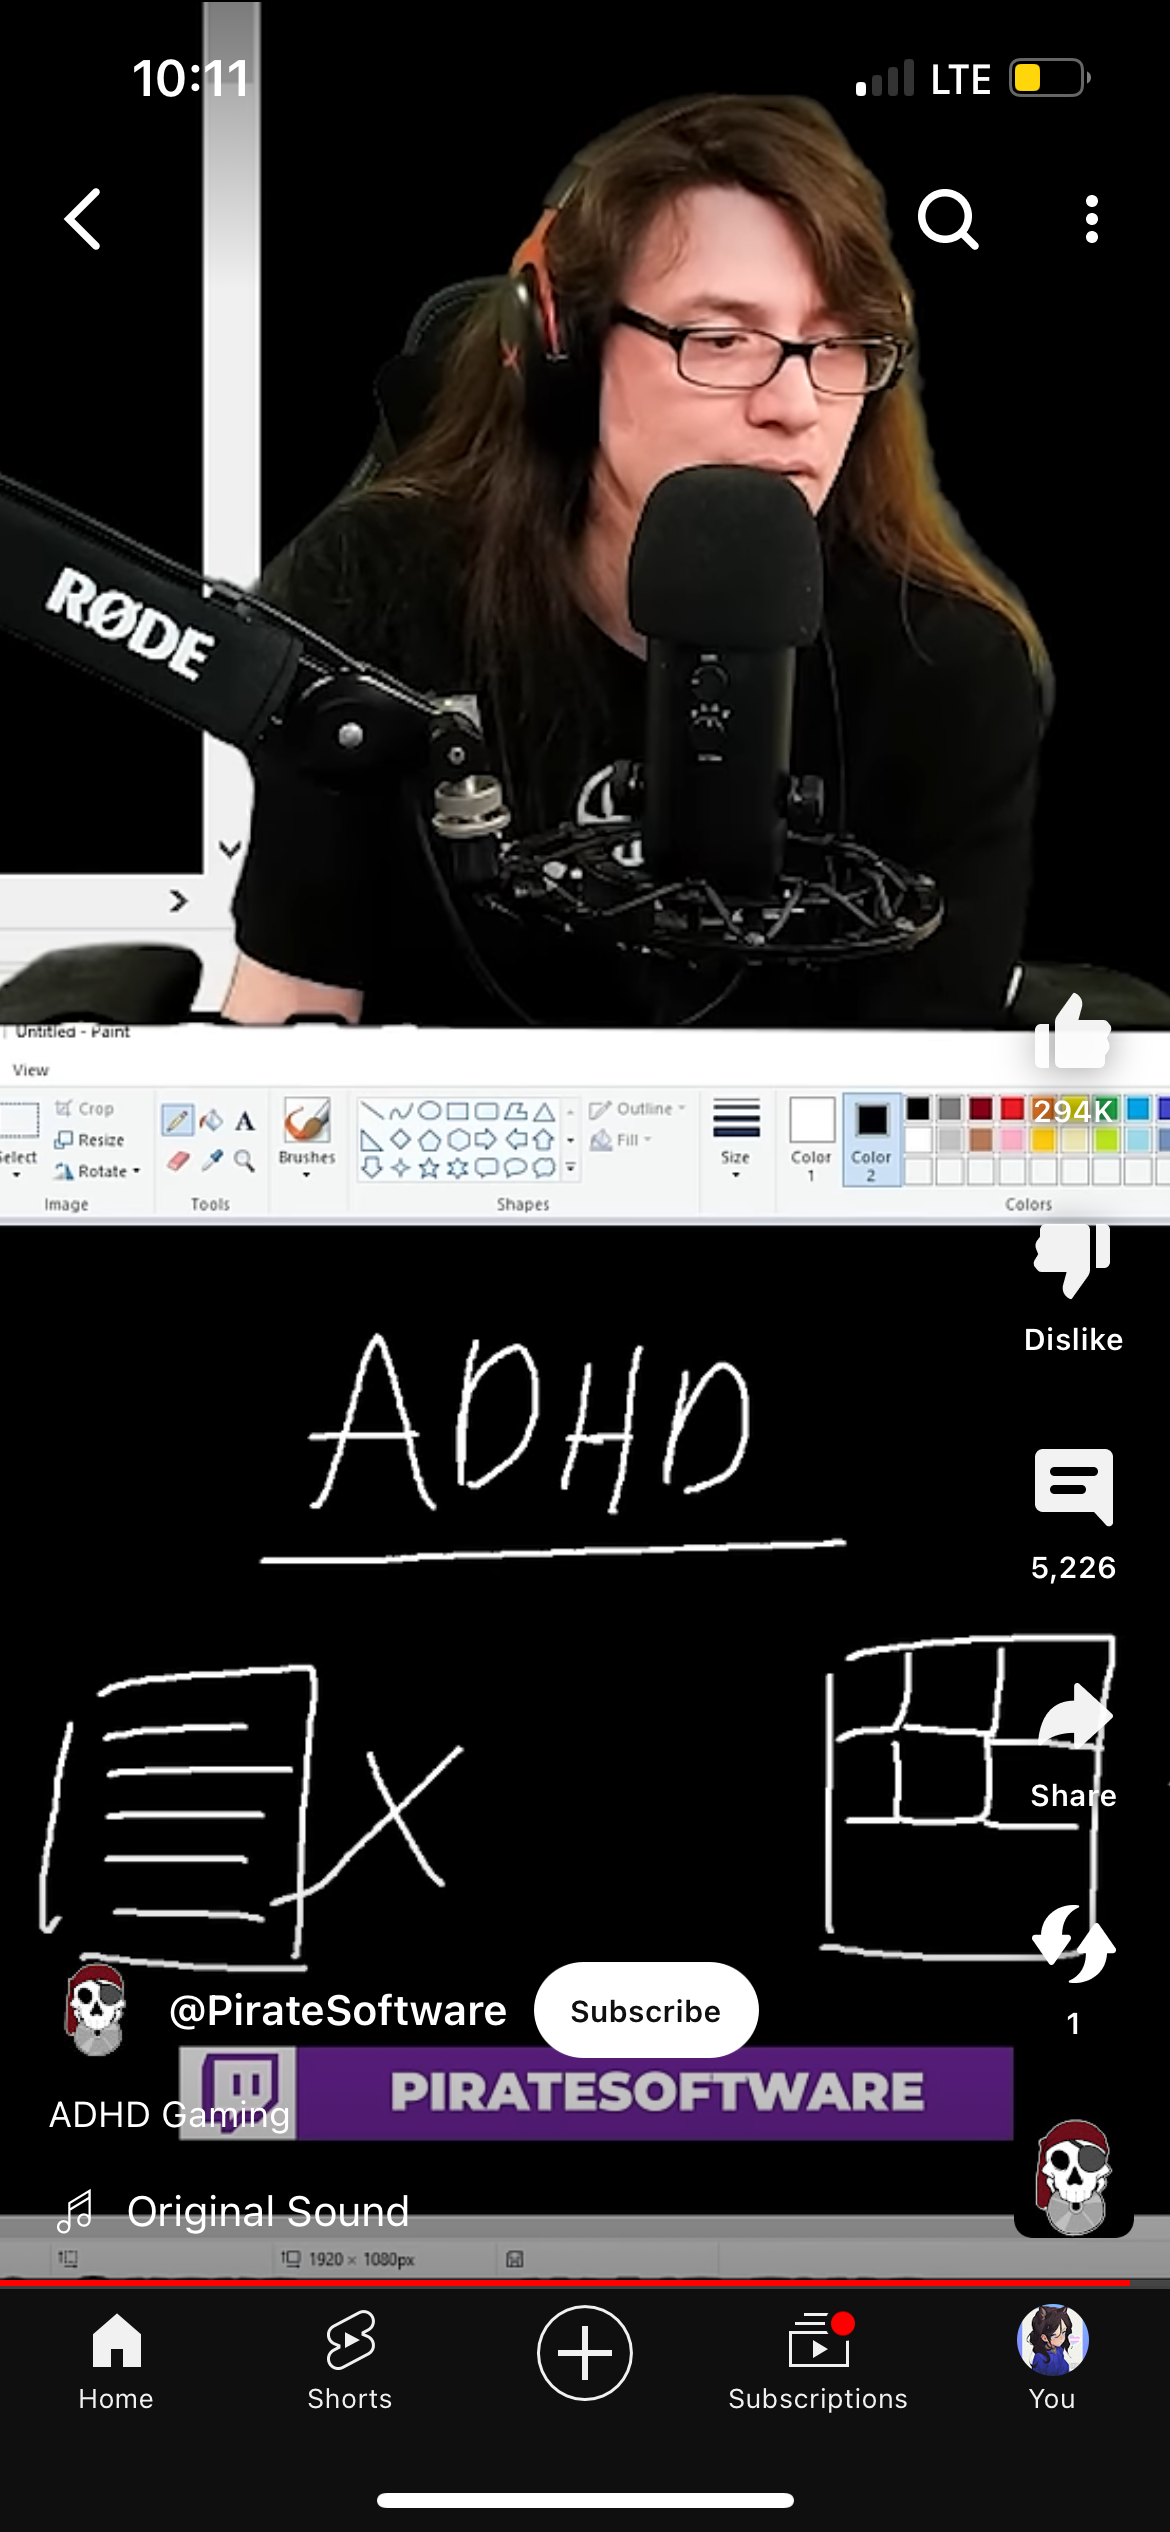 10:11
LTE
RØDE
Untitled - Paint
View
Crop
Resize
Rotate
Select
Image
Tools
A
Brushes
Shapes
Outline
Fill
Size
Color
1
Color
2
Colors
294K
Dislike
ADHD
5,226
Share
X
@PirateSoftware
Subscribe
1
PIRATESOFTWARE
ADHD Gaming
Original Sound
1920 × 1080px
Home
Shorts
Subscriptions
You